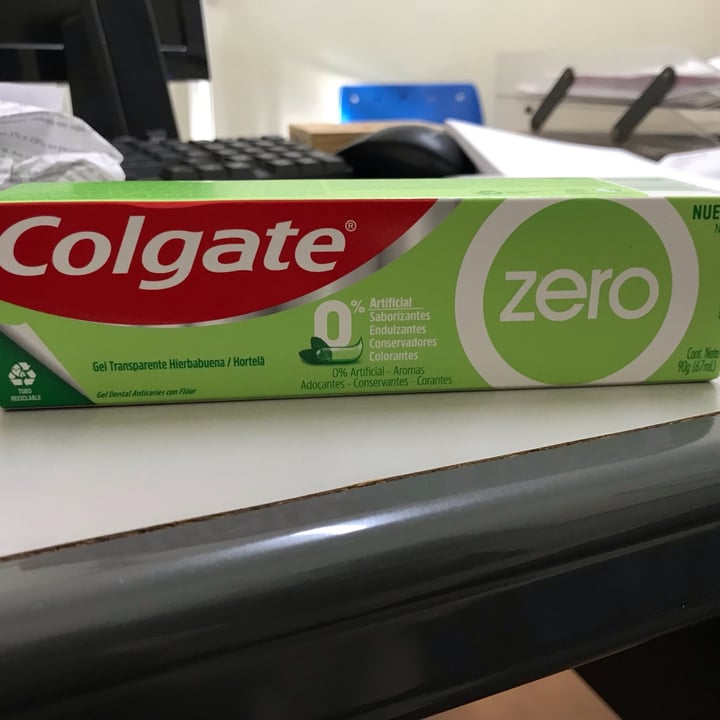 Colgate®
zero
NUE
0%
Artificial
Saborizantes
Endulzantes
Conservadores
Colorantes
0% Artificial - Aromas
Adoçantes - Conservantes - Corantes
Gel Transparente Hierbabuena / Hortelã
Gel Dental Anticaries con Flúor
TUBO
RECICLABLE
Cont. Neto
90g (67mL)